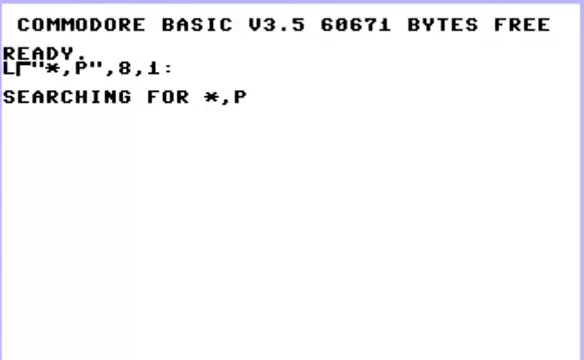 COMMODORE BASIC V3.5 60671 BYTES FREE
READY.
L┌"*,P",8,1:
SEARCHING FOR *,P